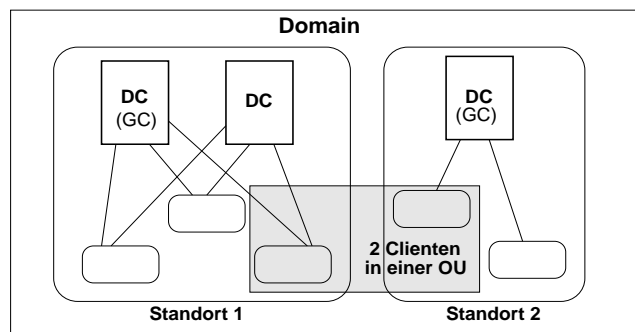 Domain
DC
(GC)
DC
DC
(GC)
2 Clienten
in einer OU
Standort 1
Standort 2